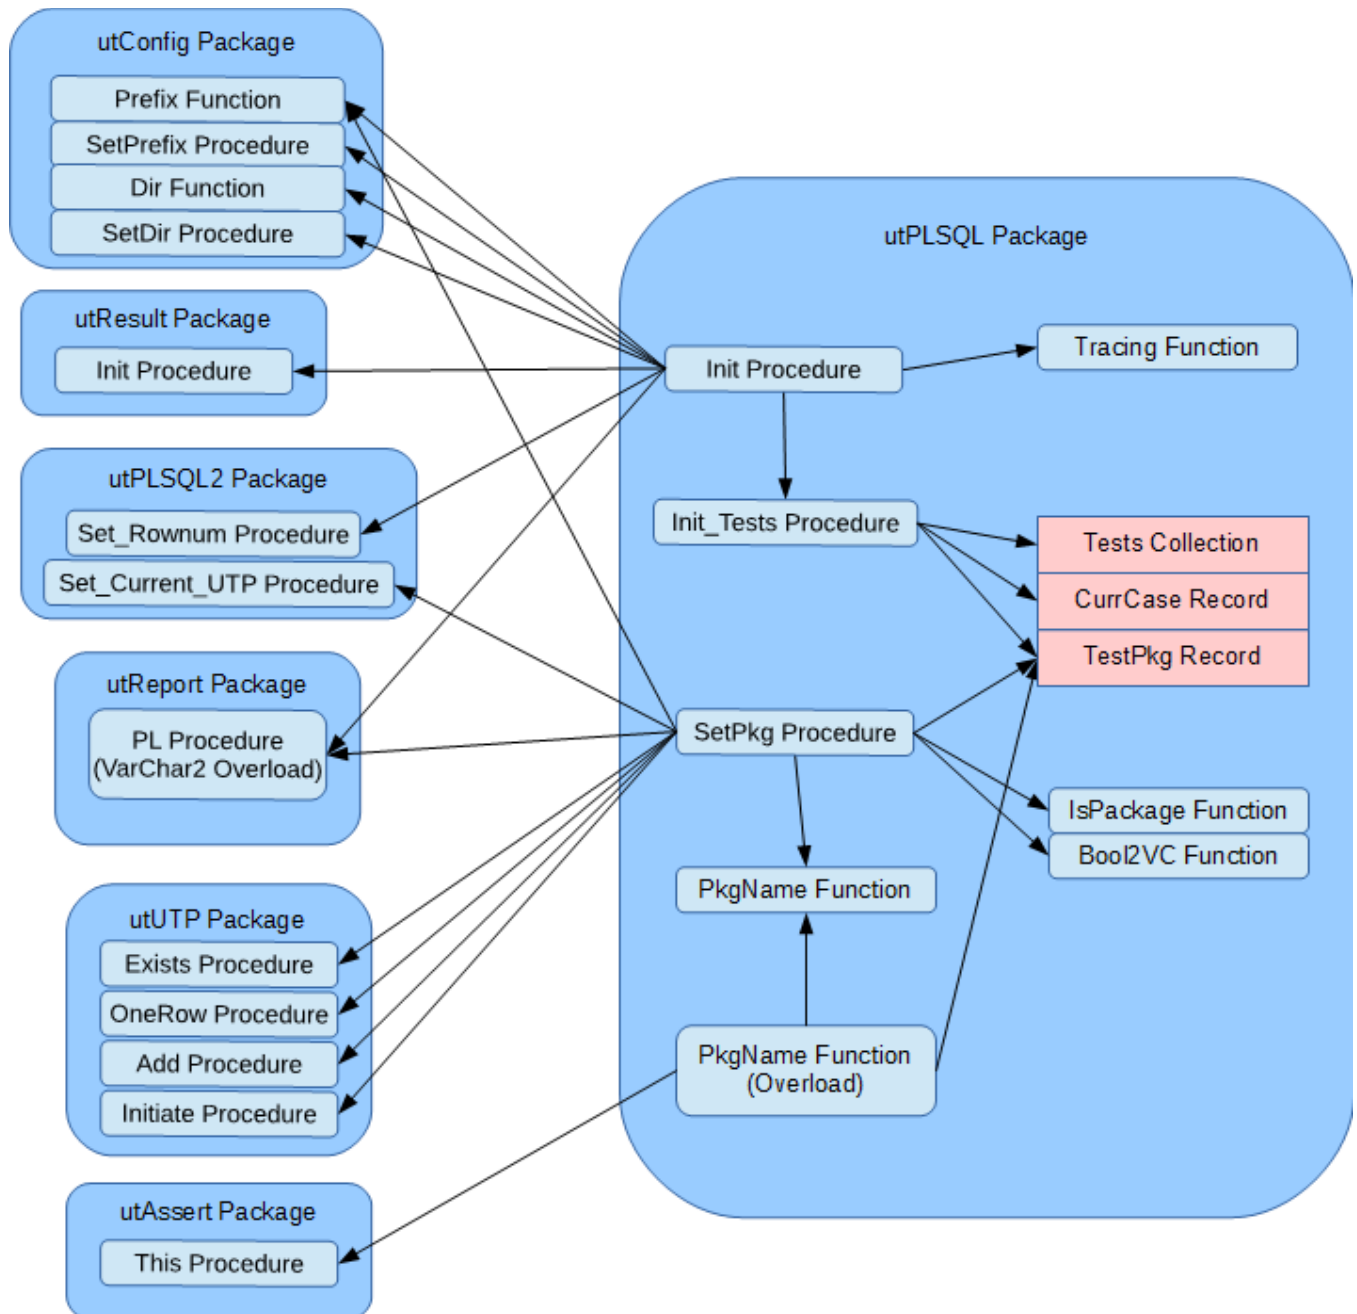 utConfig Package
Prefix Function
SetPrefix Procedure
Dir Function
SetDir Procedure
utResult Package
Init Procedure
utPLSQL2 Package
Set_Rownum Procedure
Set_Current_UTP Procedure
utReport Package
PL Procedure
(VarChar2 Overload)
utUTP Package
Exists Procedure
OneRow Procedure
Add Procedure
Initiate Procedure
utAssert Package
This Procedure
utPLSQL Package
Init Procedure
Tracing Function
Init_Tests Procedure
Tests Collection
CurrCase Record
TestPkg Record
SetPkg Procedure
IsPackage Function
Bool2VC Function
PkgName Function
PkgName Function
(Overload)